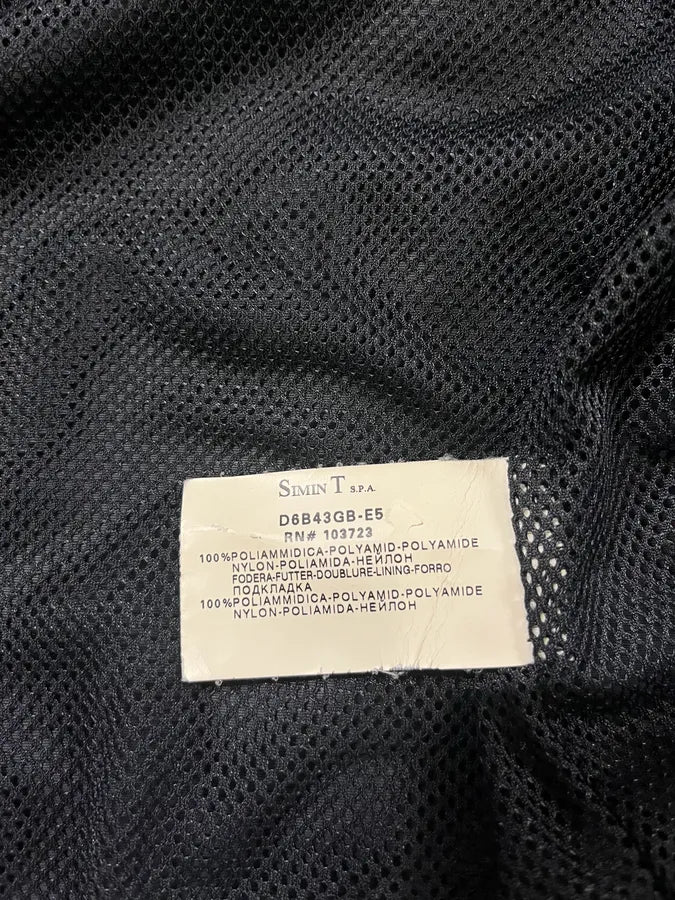 SIMIN T S.P.A.
D6B43GB-E5
RN# 103723
100%POLIAMMIDICA-POLYAMID-POLYAMIDE
NYLON-POLIAMIDA-НЕЙЛОН
FODERA-FUTTER-DOUBLURE-LINING-FORRO
ПОДКЛАДКА
100%POLIAMMIDICA-POLYAMID-POLYAMIDE
NYLON-POLIAMIDA-НЕЙЛОН